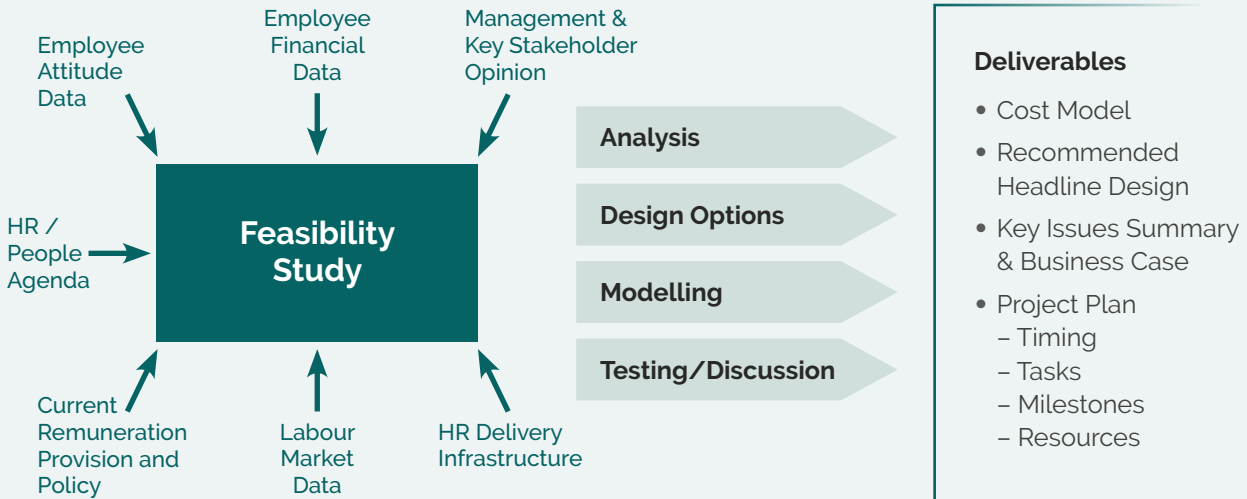 Employee
Attitude
Data
Employee
Financial
Data
Management &
Key Stakeholder
Opinion
HR /
People
Agenda
Feasibility
Study
Current
Remuneration
Provision and
Policy
Labour
Market
Data
HR Delivery
Infrastructure
Analysis
Design Options
Modelling
Testing/Discussion
Deliverables
• Cost Model
• Recommended
Headline Design
• Key Issues Summary
& Business Case
• Project Plan
– Timing
– Tasks
– Milestones
– Resources